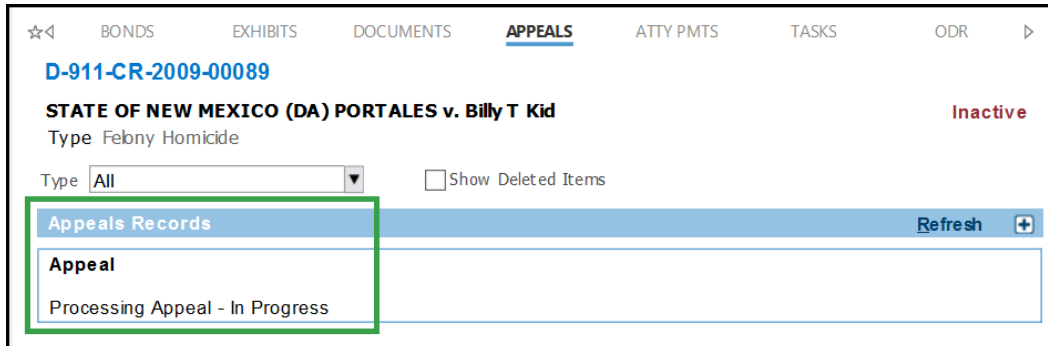 BONDS EXHIBITS DOCUMENTS APPEALS ATTY PMTS TASKS ODR
D-911-CR-2009-00089
STATE OF NEW MEXICO (DA) PORTALES v. Billy T Kid Inactive
Type Felony Homicide
Type All Show Deleted Items
Appeals Records Refresh
Appeal
Processing Appeal - In Progress